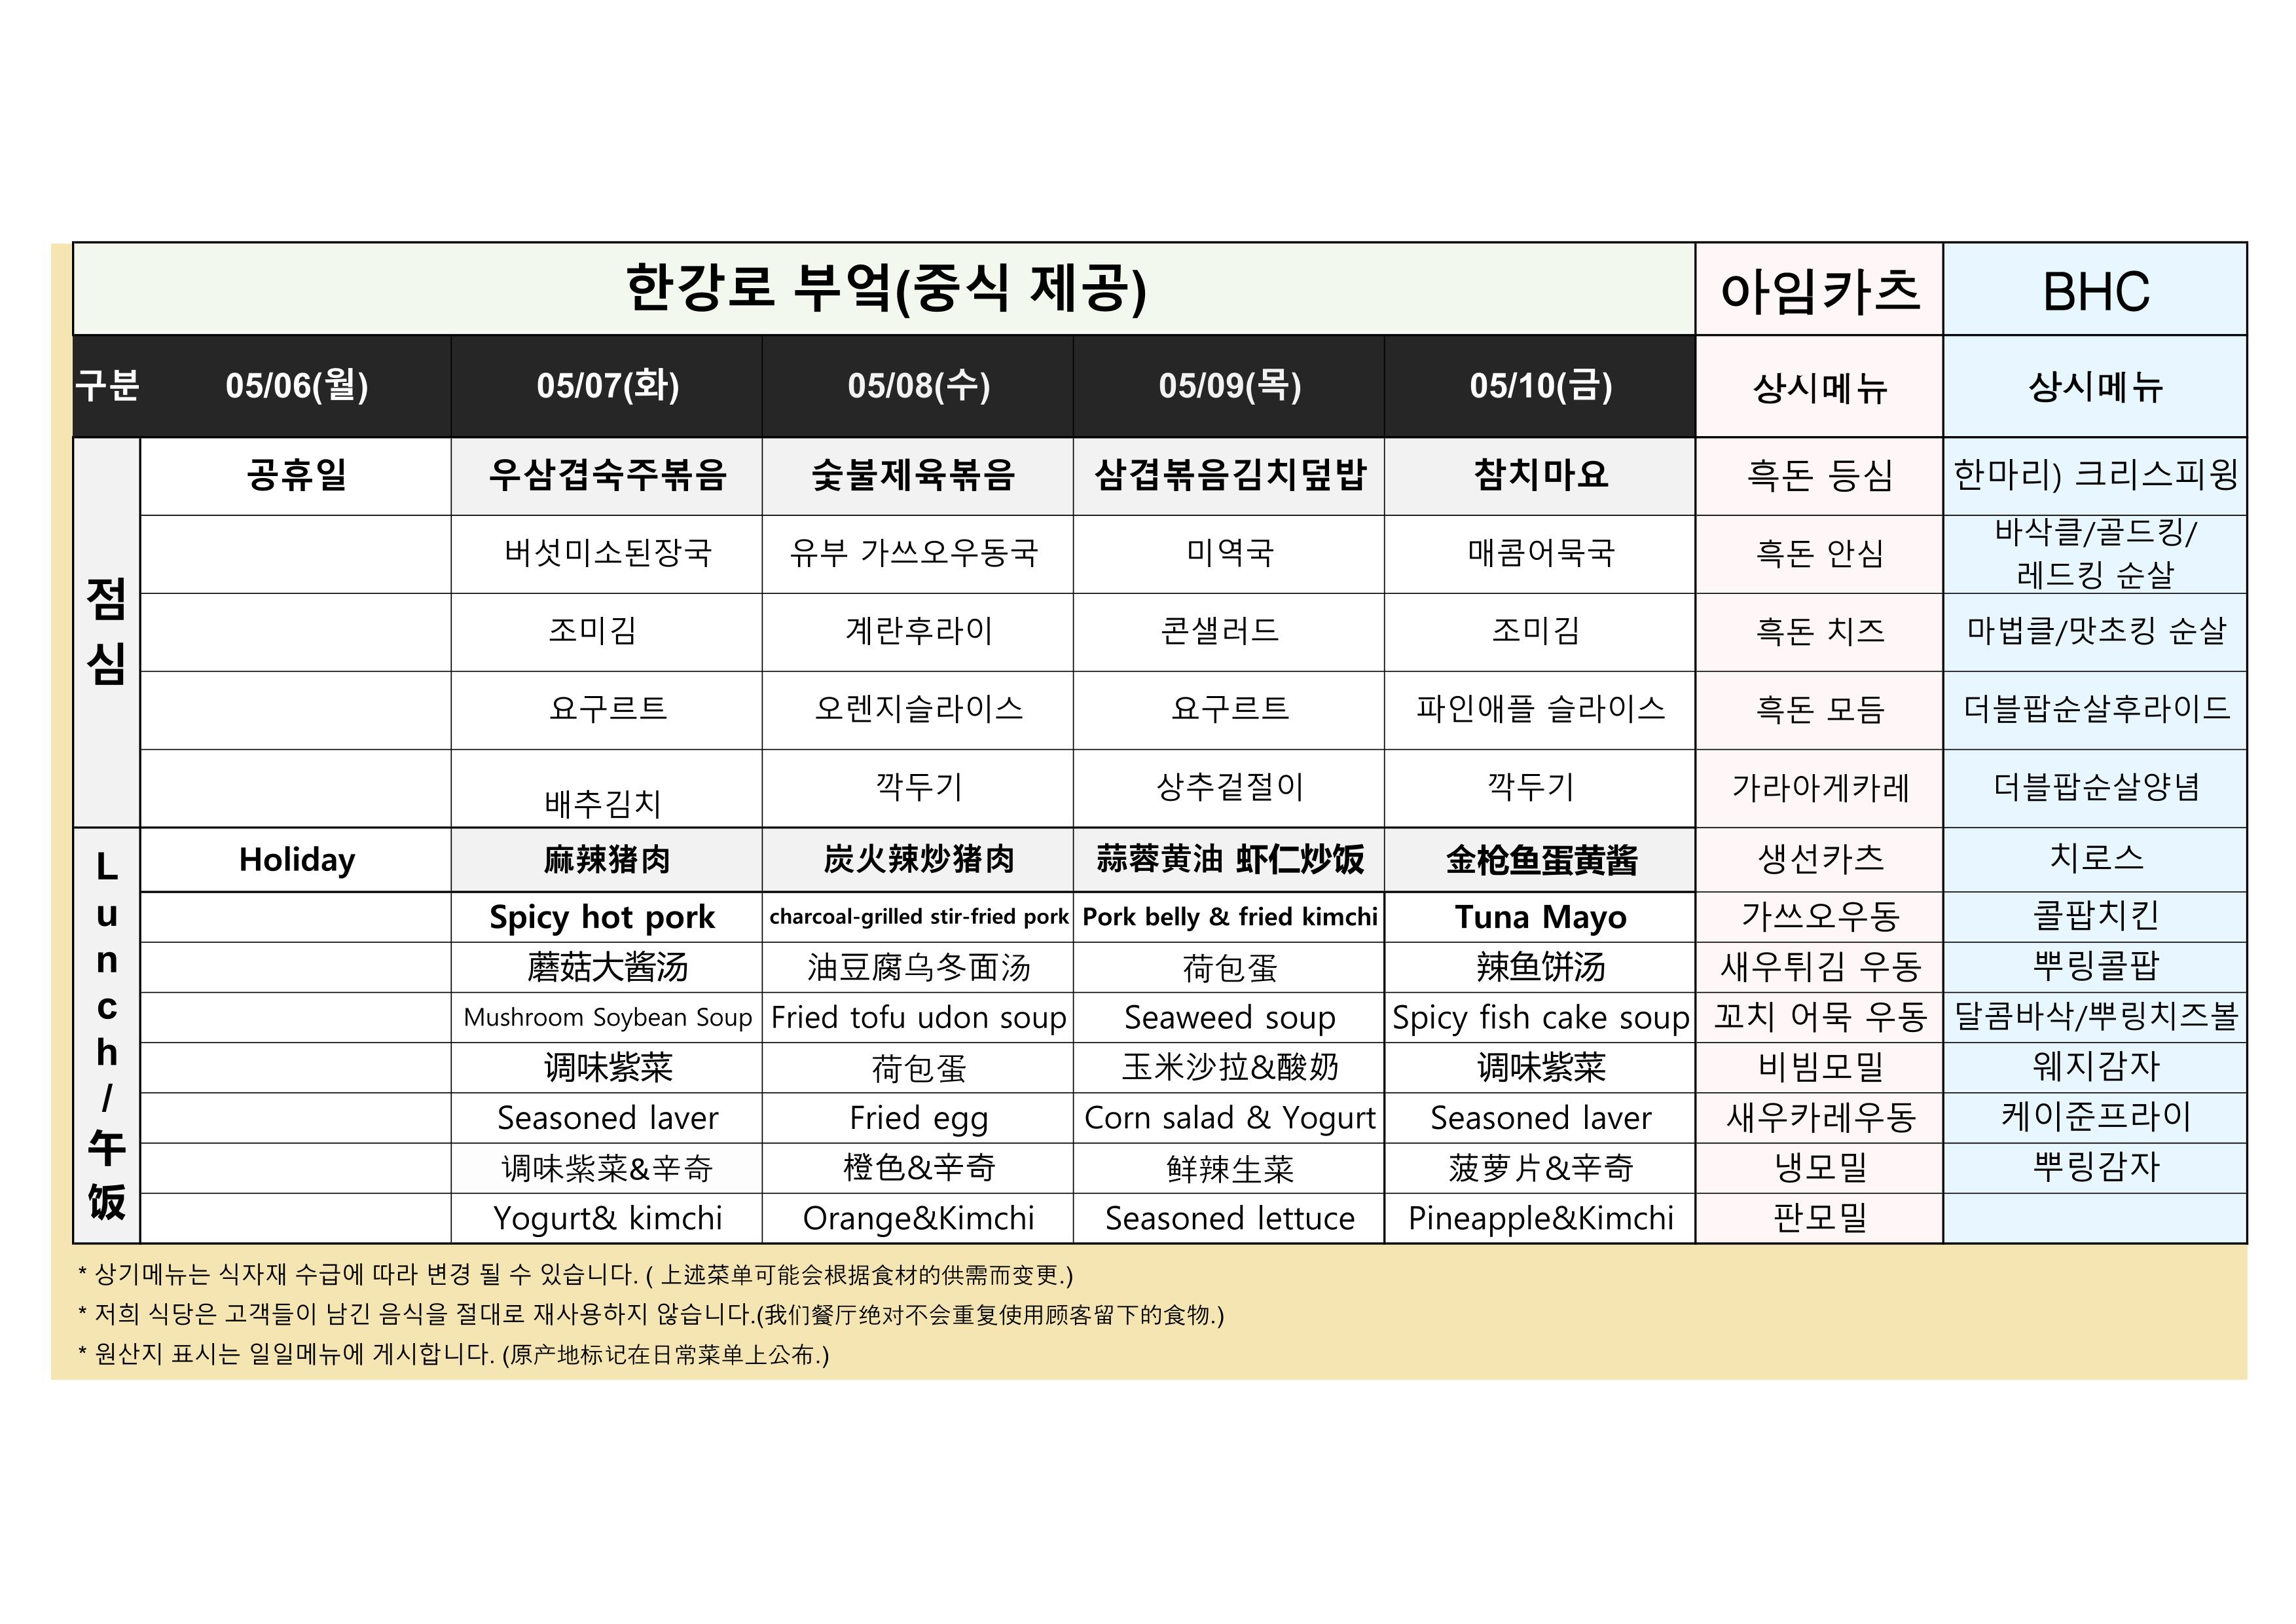 한강로 부엌(중식 제공) 아임카츠 BHC
구분 05/06(월) 05/07(화) 05/08(수) 05/09(목) 05/10(금) 상시메뉴 상시메뉴
점심
공휴일 우삼겹숙주볶음 숯불제육볶음 삼겹볶음김치덮밥 참치마요 흑돈 등심 한마리) 크리스피윙
버섯미소된장국 유부 가쓰오우동국 미역국 매콤어묵국 흑돈 안심 바삭클/골드킹/
레드킹 순살
조미김 계란후라이 콘샐러드 조미김 흑돈 치즈 마법클/맛초킹 순살
요구르트 오렌지슬라이스 요구르트 파인애플 슬라이스 흑돈 모듬 더블팝순살후라이드
배추김치 깍두기 상추겉절이 깍두기 가라아게카레 더블팝순살양념
Lunch/午饭
Holiday 麻辣猪肉 炭火辣炒猪肉 蒜蓉黄油 虾仁炒饭 金枪鱼蛋黄酱 생선카츠 치로스
Spicy hot pork charcoal-grilled stir-fried pork Pork belly & fried kimchi Tuna Mayo 가쓰오우동 콜팝치킨
蘑菇大酱汤 油豆腐乌冬面汤 荷包蛋 辣鱼饼汤 새우튀김 우동 뿌링콜팝
Mushroom Soybean Soup Fried tofu udon soup Seaweed soup Spicy fish cake soup 꼬치 어묵 우동 달콤바삭/뿌링치즈볼
调味紫菜 荷包蛋 玉米沙拉&酸奶 调味紫菜 비빔모밀 웨지감자
Seasoned laver Fried egg Corn salad & Yogurt Seasoned laver 새우카레우동 케이준프라이
调味紫菜&辛奇 橙色&辛奇 鲜辣生菜 菠萝片&辛奇 냉모밀 뿌링감자
Yogurt& kimchi Orange&Kimchi Seasoned lettuce Pineapple&Kimchi 판모밀
* 상기메뉴는 식자재 수급에 따라 변경 될 수 있습니다. ( 上述菜单可能会根据食材的供需而变更.)
* 저희 식당은 고객들이 남긴 음식을 절대로 재사용하지 않습니다.(我们餐厅绝对不会重复使用顾客留下的食物.)
* 원산지 표시는 일일메뉴에 게시합니다. (原产地标记在日常菜单上公布.)